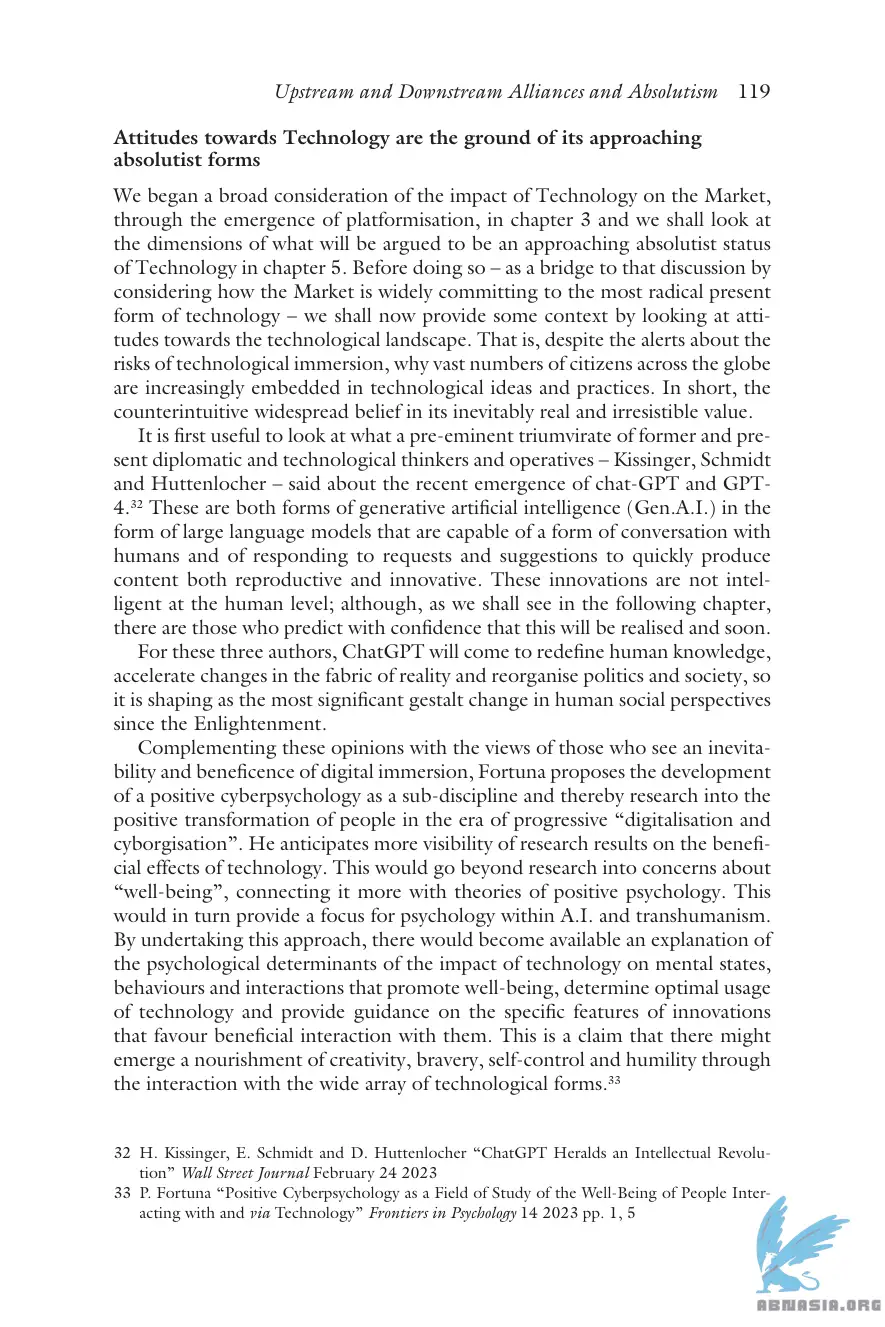 Upstream and Downstream Alliances and Absolutism 119
Attitudes towards Technology are the ground of its approaching
absolutist forms
We began a broad consideration of the impact of Technology on the Market,
through the emergence of platformisation, in chapter 3 and we shall look at
the dimensions of what will be argued to be an approaching absolutist status
of Technology in chapter 5. Before doing so – as a bridge to that discussion by
considering how the Market is widely committing to the most radical present
form of technology – we shall now provide some context by looking at atti-
tudes towards the technological landscape. That is, despite the alerts about the
risks of technological immersion, why vast numbers of citizens across the globe
are increasingly embedded in technological ideas and practices. In short, the
counterintuitive widespread belief in its inevitably real and irresistible value.
It is first useful to look at what a pre-eminent triumvirate of former and pre-
sent diplomatic and technological thinkers and operatives – Kissinger, Schmidt
and Huttenlocher – said about the recent emergence of chat-GPT and GPT-
4.³² These are both forms of generative artificial intelligence (Gen.A.I.) in the
form of large language models that are capable of a form of conversation with
humans and of responding to requests and suggestions to quickly produce
content both reproductive and innovative. These innovations are not intel-
ligent at the human level; although, as we shall see in the following chapter,
there are those who predict with confidence that this will be realised and soon.
For these three authors, ChatGPT will come to redefine human knowledge,
accelerate changes in the fabric of reality and reorganise politics and society, so
it is shaping as the most significant gestalt change in human social perspectives
since the Enlightenment.
Complementing these opinions with the views of those who see an inevita-
bility and beneficence of digital immersion, Fortuna proposes the development
of a positive cyberpsychology as a sub-discipline and thereby research into the
positive transformation of people in the era of progressive “digitalisation and
cyborgisation”. He anticipates more visibility of research results on the benefi-
cial effects of technology. This would go beyond research into concerns about
“well-being”, connecting it more with theories of positive psychology. This
would in turn provide a focus for psychology within A.I. and transhumanism.
By undertaking this approach, there would become available an explanation of
the psychological determinants of the impact of technology on mental states,
behaviours and interactions that promote well-being, determine optimal usage
of technology and provide guidance on the specific features of innovations
that favour beneficial interaction with them. This is a claim that there might
emerge a nourishment of creativity, bravery, self-control and humility through
the interaction with the wide array of technological forms.³³
32 H. Kissinger, E. Schmidt and D. Huttenlocher “ChatGPT Heralds an Intellectual Revolu-
tion” Wall Street Journal February 24 2023
33 P. Fortuna “Positive Cyberpsychology as a Field of Study of the Well-Being of People Inter-
acting with and via Technology” Frontiers in Psychology 14 2023 pp. 1, 5
ABNASIA.ORG